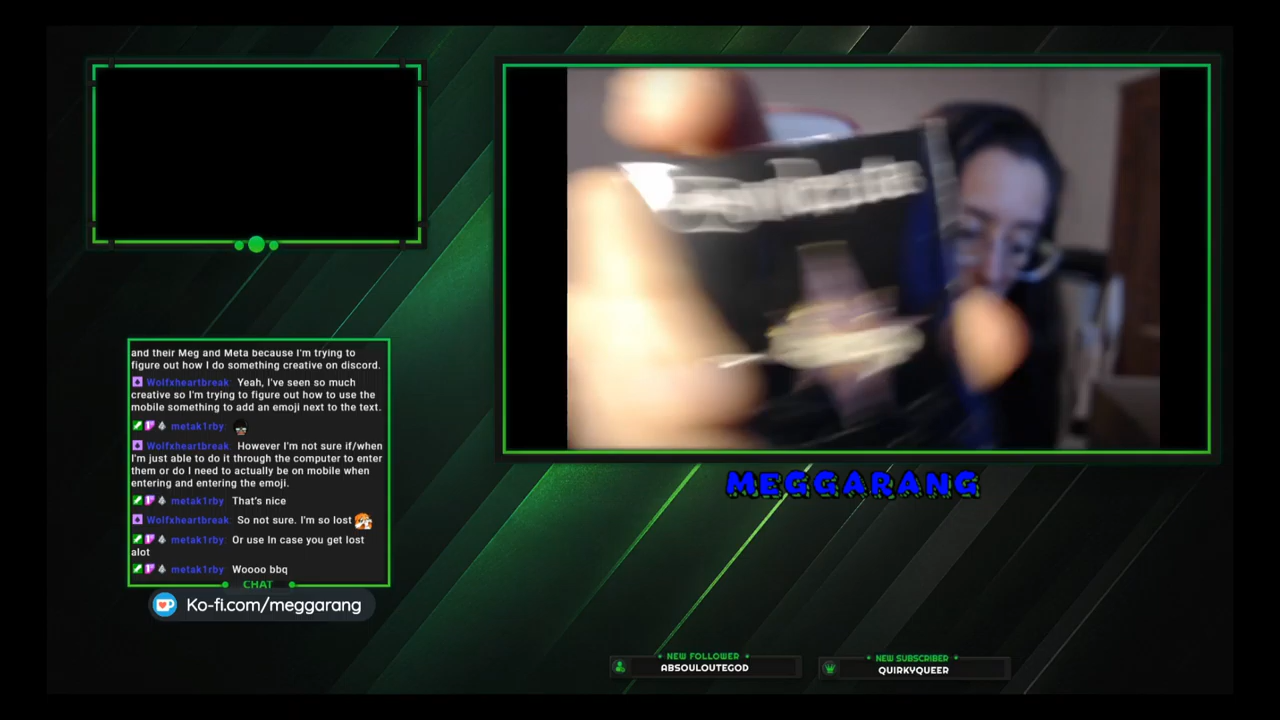 and their Meg and Meta because I'm trying to
figure out how I do something creative on discord.
Wolfxheartbreak: Yeah, I've seen so much
creative so I'm trying to figure out how to use the
mobile something to add an emoji next to the text.
metak1rby:
Wolfxheartbreak: However I'm not sure if/when
I'm just able to do it through the computer to enter
them or do I need to actually be on mobile when
entering and entering the emoji.
metak1rby: That's nice
Wolfxheartbreak: So not sure. I'm so lost
metak1rby: Or use In case you get lost
alot
metak1rby: Woooo bbq
CHAT
Ko-fi.com/meggarang
MEGGARANG
NEW FOLLOWER
ABSOULOUTEGOD
NEW SUBSCRIBER
QUIRKYQUEER